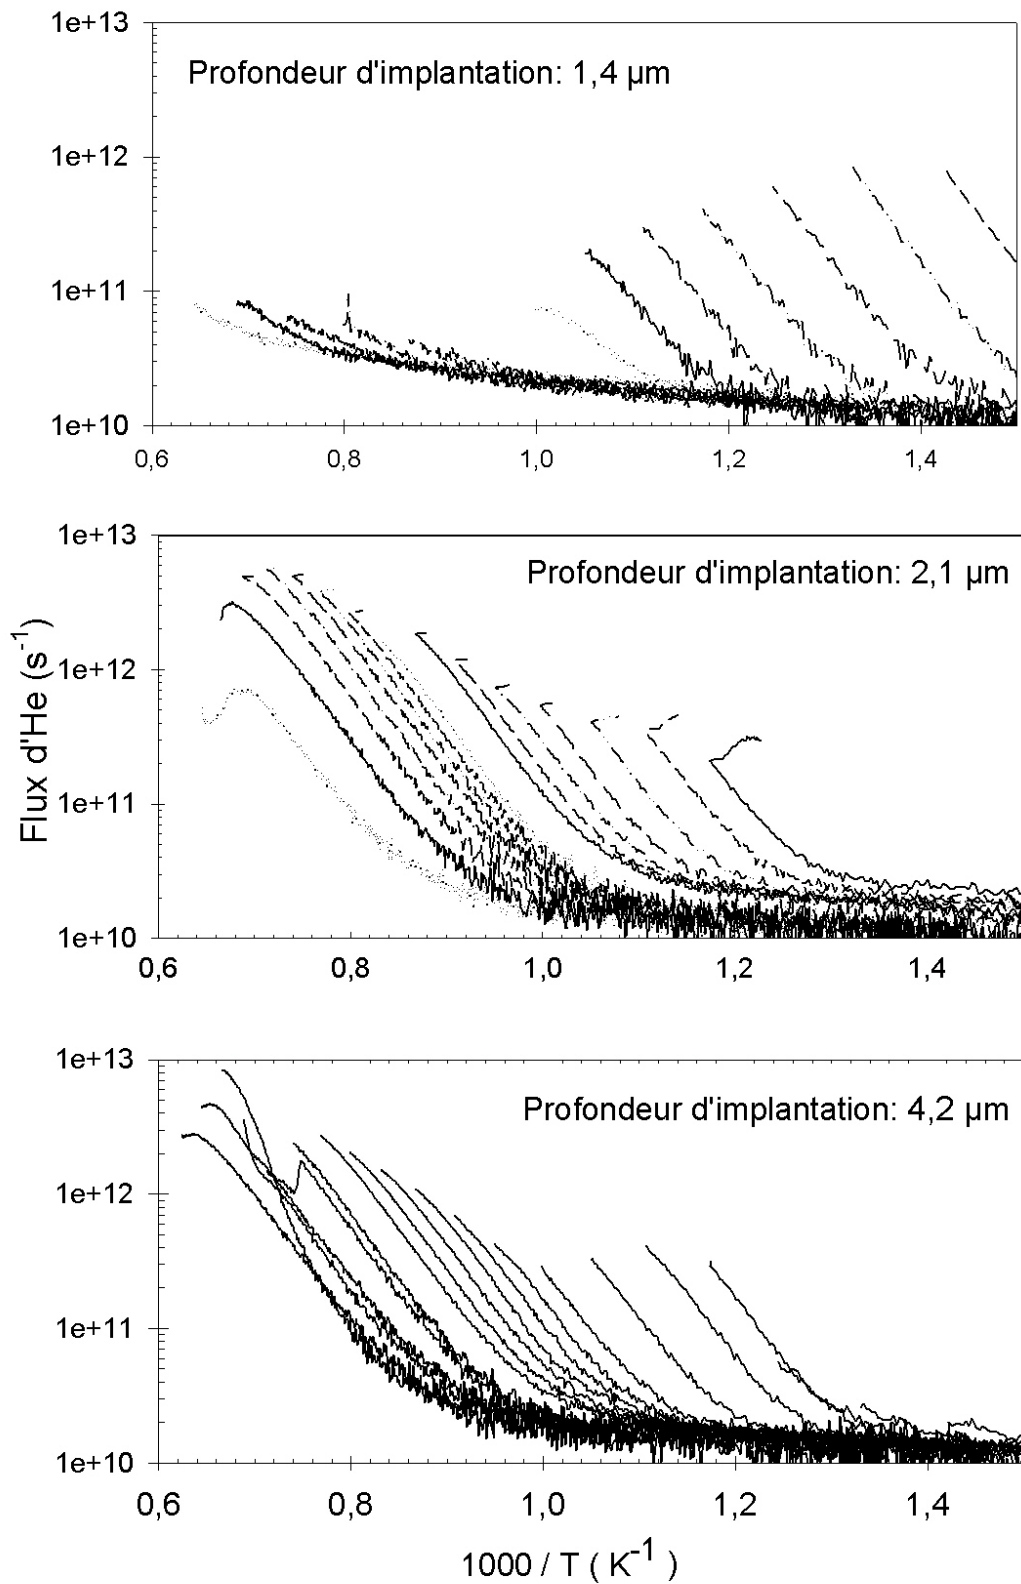 1e+13
Profondeur d'implantation: 1,4 µm
1e+12
1e+11
1e+10
0,6 0,8 1,0 1,2 1,4
1e+13
Profondeur d'implantation: 2,1 µm
1e+12
Flux d'He (s-1)
1e+11
1e+10
0,6 0,8 1,0 1,2 1,4
1e+13
Profondeur d'implantation: 4,2 µm
1e+12
1e+11
1e+10
0,6 0,8 1,0 1,2 1,4
1000 / T ( K-1 )